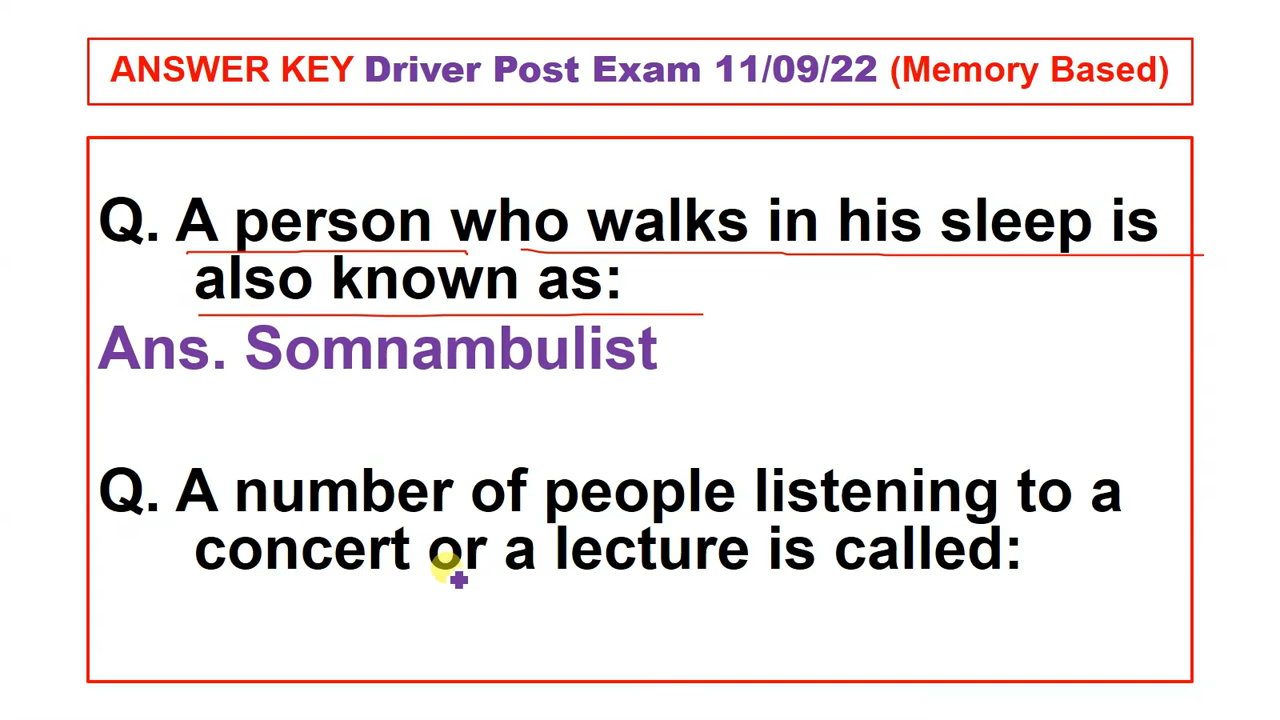 ANSWER KEY Driver Post Exam 11/09/22 (Memory Based)
Q. A person who walks in his sleep is
also known as:
Ans. Somnambulist
Q. A number of people listening to a
concert or a lecture is called: